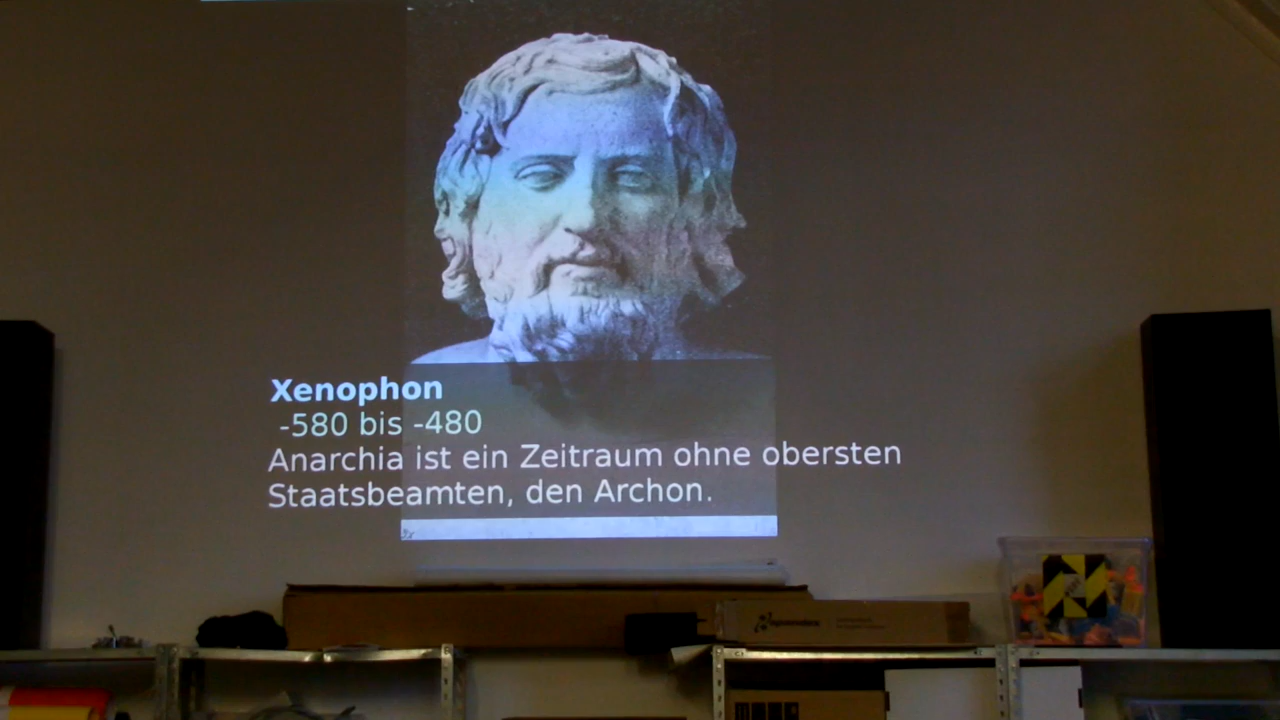 Xenophon
-580 bis -480
Anarchia ist ein Zeitraum ohne obersten
Staatsbeamten, den Archon.